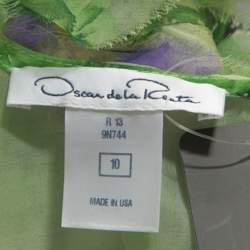 Oscar de la Renta
R 13
9N744
10
MADE IN USA